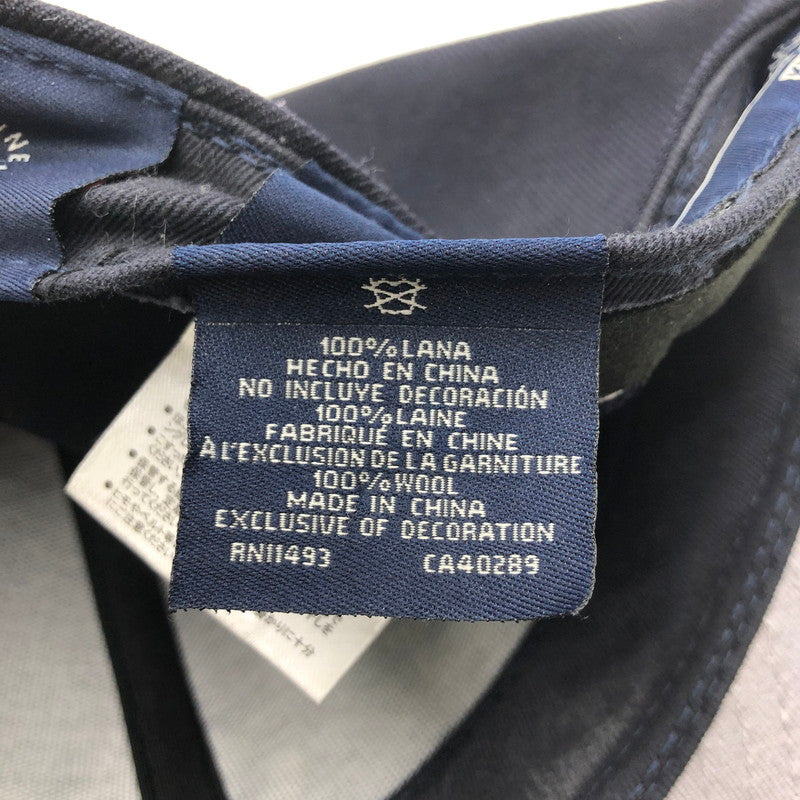 INE
100%LANA
HECHO EN CHINA
NO INCLUYE DECORACIÓN
100%LAINE
FABRIQUÉ EN CHINE
À L'EXCLUSION DE LA GARNITURE
100%WOOL
MADE IN CHINA
EXCLUSIVE OF DECORATION
RN11493 CA40289